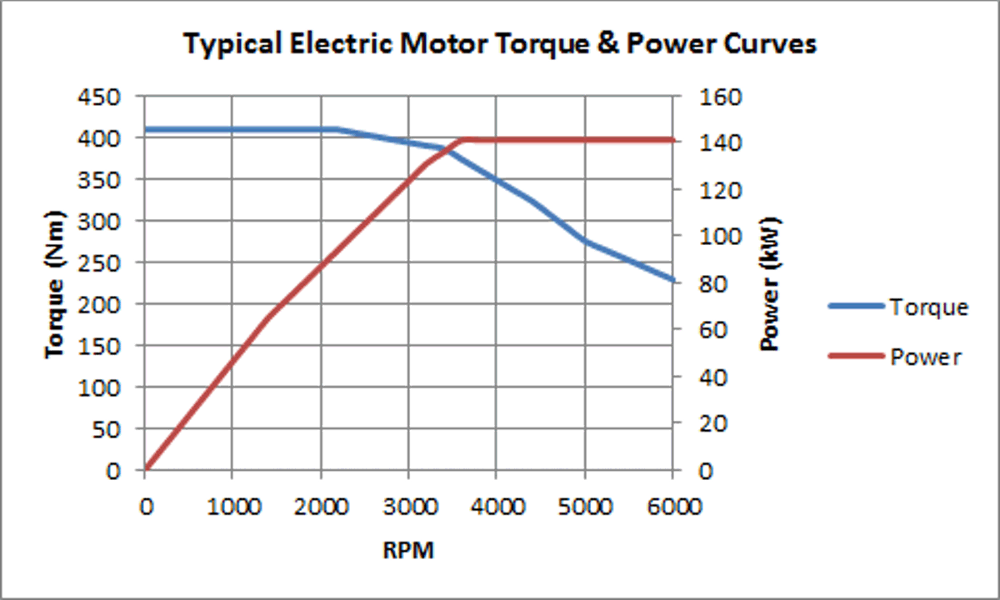 Typical Electric Motor Torque & Power Curves
450
400
350
300
250
200
150
100
50
0
Torque (Nm)
160
140
120
100
80
60
40
20
0
Power (kW)
0 1000 2000 3000 4000 5000 6000
RPM
Torque
Power